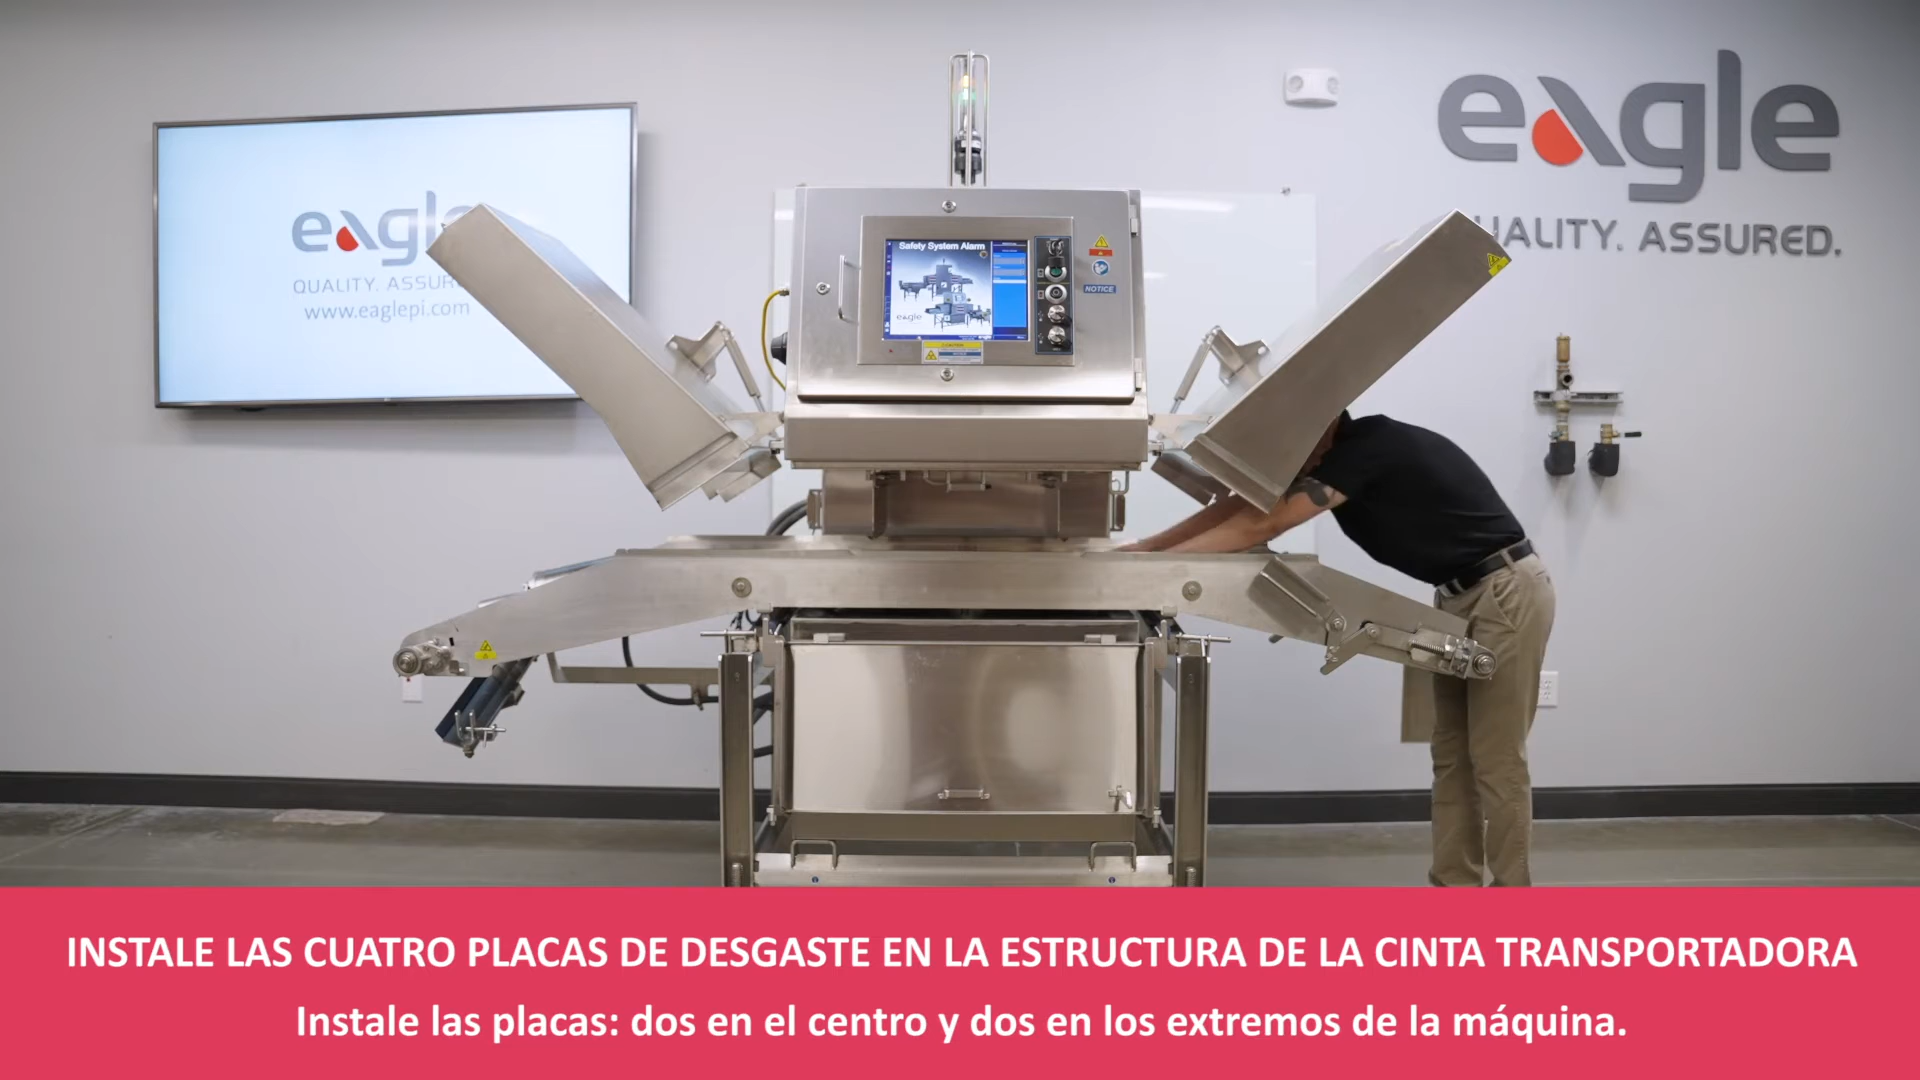 eagle
QUALITY. ASSURED.
eagle
QUALITY. ASSUR
www.eaglepi.com
Safety System Alarm
eagle
NOTICE
INSTALE LAS CUATRO PLACAS DE DESGASTE EN LA ESTRUCTURA DE LA CINTA TRANSPORTADORA
Instale las placas: dos en el centro y dos en los extremos de la máquina.